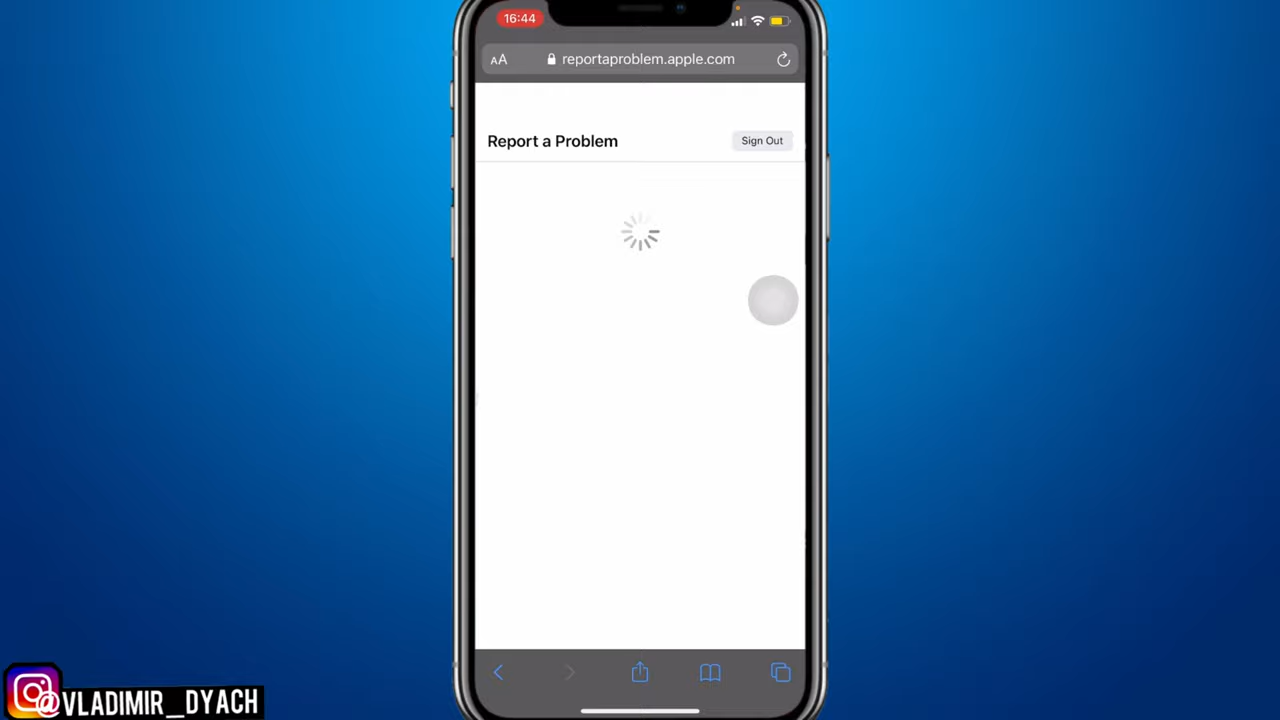 16:44
AA reportaproblem.apple.com
Report a Problem
Sign Out
@VLADIMIR_DYACH